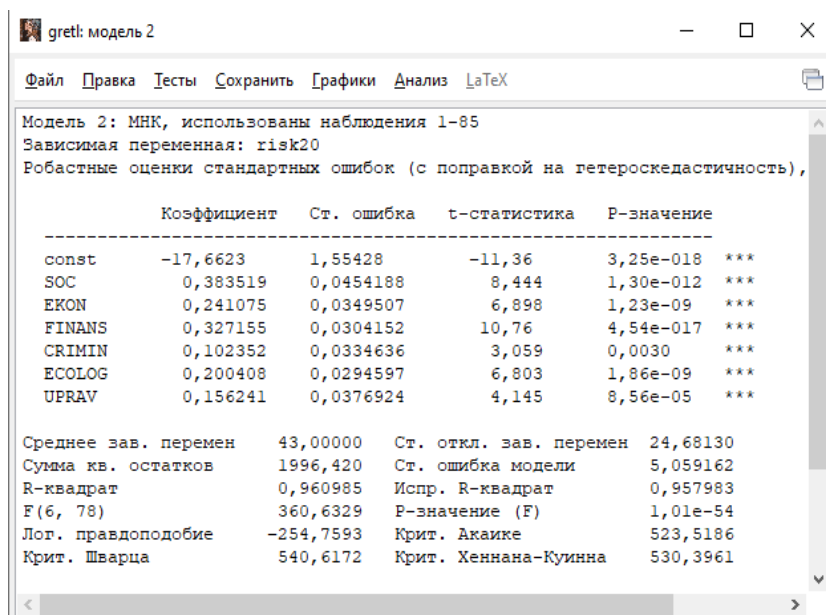 gretl: модель 2
Файл Правка Тесты Сохранить Графики Анализ LaTeX
Модель 2: МНК, использованы наблюдения 1-85
Зависимая переменная: risk20
Робастные оценки стандартных ошибок (с поправкой на гетероскедастичность),
Коэффициент Ст. ошибка t-статистика P-значение
const -17,6623 1,55428 -11,36 3,25e-018 ***
SOC 0,383519 0,0454188 8,444 1,30e-012 ***
EKON 0,241075 0,0349507 6,898 1,23e-09 ***
FINANS 0,327155 0,0304152 10,76 4,54e-017 ***
CRIMIN 0,102352 0,0334636 3,059 0,0030 ***
ECOLOG 0,200408 0,0294597 6,803 1,86e-09 ***
UPRAV 0,156241 0,0376924 4,145 8,56e-05 ***
Среднее зав. перемен 43,00000 Ст. откл. зав. перемен 24,68130
Сумма кв. остатков 1996,420 Ст. ошибка модели 5,059162
R-квадрат 0,960985 Испр. R-квадрат 0,957983
F(6, 78) 360,6329 P-значение (F) 1,01e-54
Лог. правдоподобие -254,7593 Крит. Акаике 523,5186
Крит. Шварца 540,6172 Крит. Хеннана-Куинна 530,3961